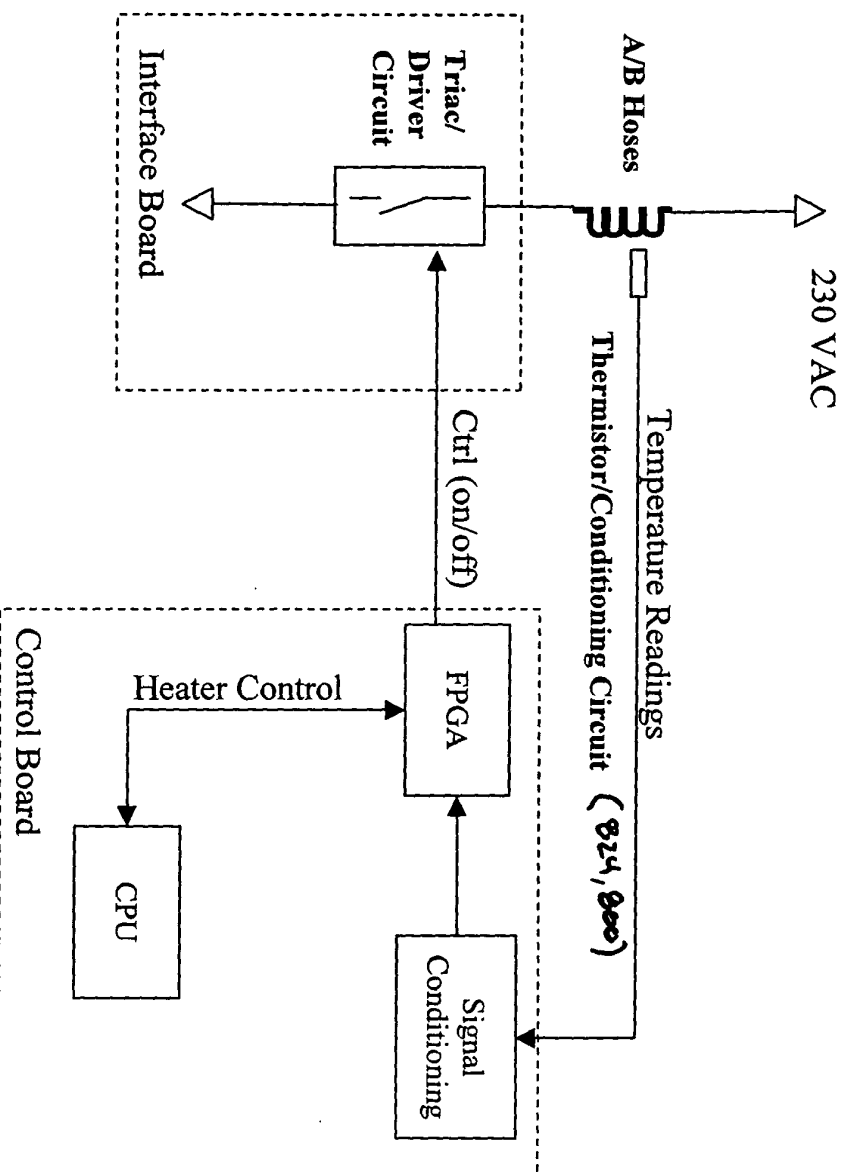 230 VAC
A/B Hoses
Temperature Readings
Thermistor/Conditioning Circuit (824, 800)
Triac/
Driver
Circuit
Interface Board
Ctrl (on/off)
FPGA
Signal
Conditioning
Heater Control
CPU
Control Board